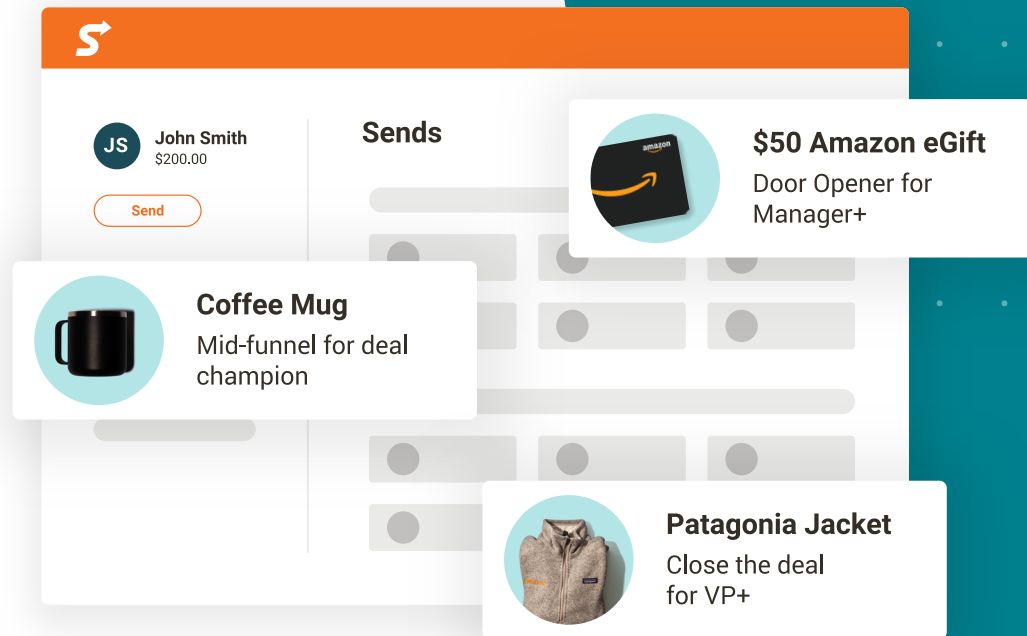 S
JS
John Smith
$200.00
Send
Sends
amazon
$50 Amazon eGift
Door Opener for
Manager+
Coffee Mug
Mid-funnel for deal
champion
Patagonia Jacket
Close the deal
for VP+